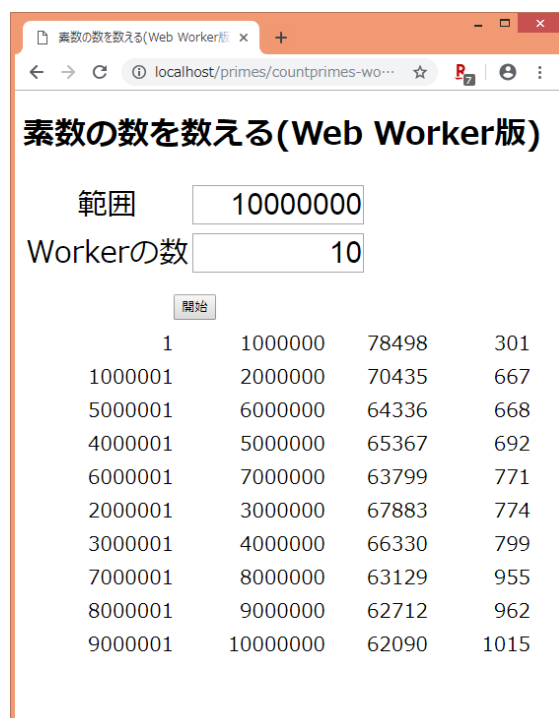 素数の数を数える(Web Worker版
localhost/primes/countprimes-wo…
7
素数の数を数える(Web Worker版)
範囲 10000000
Workerの数 10
開始
1 1000000 78498 301
1000001 2000000 70435 667
5000001 6000000 64336 668
4000001 5000000 65367 692
6000001 7000000 63799 771
2000001 3000000 67883 774
3000001 4000000 66330 799
7000001 8000000 63129 955
8000001 9000000 62712 962
9000001 10000000 62090 1015